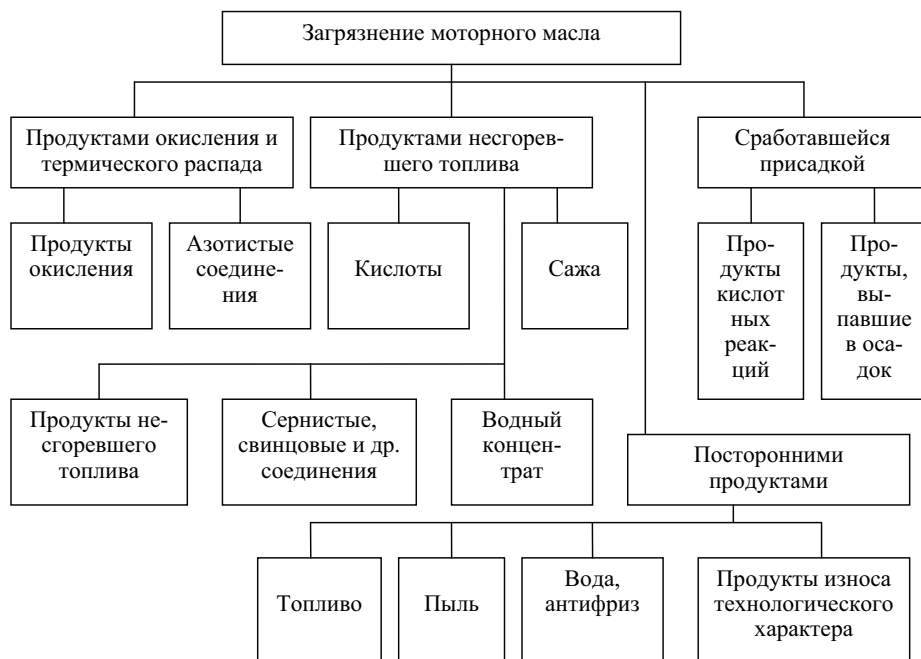 Загрязнение моторного масла
Продуктами окисления и
термического распада
Продуктами несгорев-
шего топлива
Сработавшейся
присадкой
Продукты
окисления
Азотистые
соедине-
ния
Кислоты
Сажа
Про-
дукты
кислот
ных
реак-
ций
Про-
дукты,
вы-
павшие
в оса-
док
Продукты не-
сгоревшего
топлива
Сернистые,
свинцовые и др.
соединения
Водный
концен-
трат
Посторонними
продуктами
Топливо
Пыль
Вода,
антифриз
Продукты износа
технологического
характера